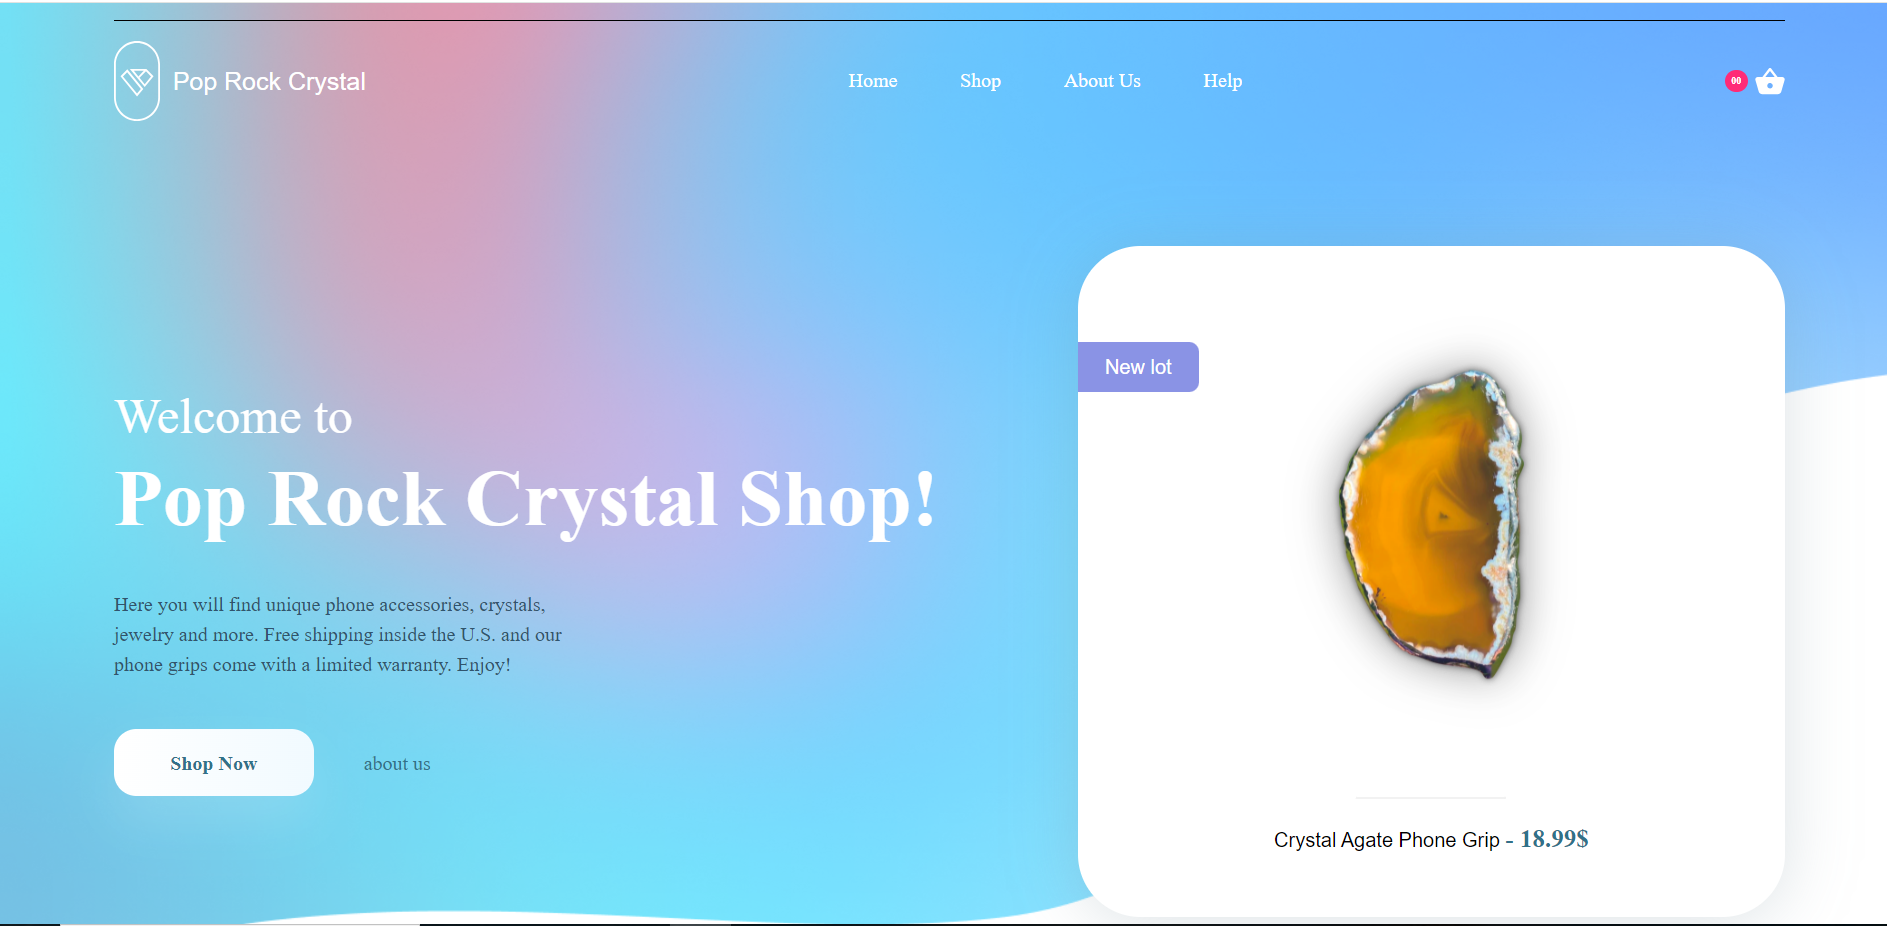 Pop Rock Crystal
Home
Shop
About Us
Help
00
Welcome to
Pop Rock Crystal Shop!
Here you will find unique phone accessories, crystals,
jewelry and more. Free shipping inside the U.S. and our
phone grips come with a limited warranty. Enjoy!
Shop Now
about us
New lot
Crystal Agate Phone Grip - 18.99$